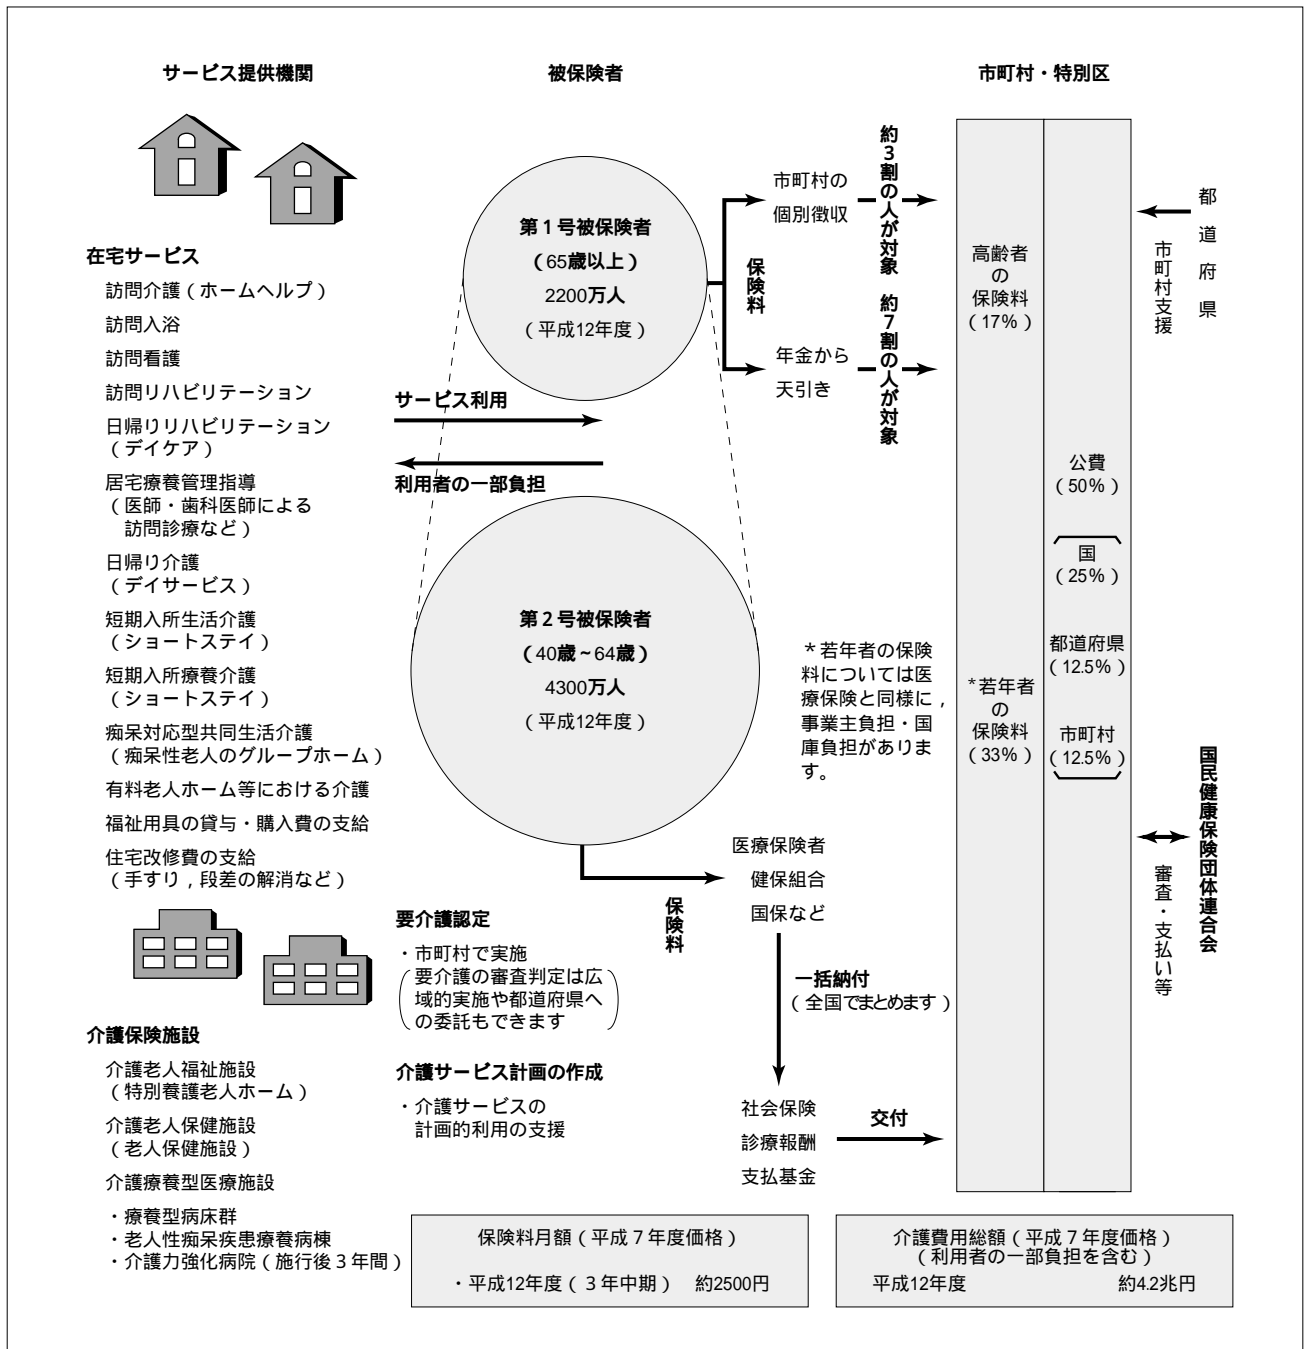 サービス提供機関
被保険者
市町村・特別区
在宅サービス
訪問介護(ホームヘルプ)
訪問入浴
訪問看護
訪問リハビリテーション
日帰りリハビリテーション
(デイケア)
居宅療養管理指導
(医師・歯科医師による
訪問診療など)
日帰り介護
(デイサービス)
短期入所生活介護
(ショートステイ)
短期入所療養介護
(ショートステイ)
痴呆対応型共同生活介護
(痴呆性老人のグループホーム)
有料老人ホーム等における介護
福祉用具の貸与・購入費の支給
住宅改修費の支給
(手すり,段差の解消など)
介護保険施設
介護老人福祉施設
(特別養護老人ホーム)
介護老人保健施設
(老人保健施設)
介護療養型医療施設
・療養型病床群
・老人性痴呆疾患療養病棟
・介護力強化病院(施行後3年間)
第1号被保険者
(65歳以上)
2200万人
(平成12年度)
サービス利用
利用者の一部負担
第2号被保険者
(40歳~64歳)
4300万人
(平成12年度)
保険料
市町村の
個別徴収
約3割の人が対象
年金から
天引き
約7割の人が対象
*若年者の保険
料については医
療保険と同様に,
事業主負担・国
庫負担がありま
す。
保険料
医療保険者
健保組合
国保など
一括納付
(全国でまとめます)
社会保険
診療報酬
支払基金
交付
要介護認定
・市町村で実施
(要介護の審査判定は広
域的実施や都道府県へ
の委託もできます)
介護サービス計画の作成
・介護サービスの
計画的利用の支援
高齢者
の
保険料
(17%)
*若年者
の
保険料
(33%)
公費
(50%)
国
(25%)
都道府県
(12.5%)
市町村
(12.5%)
都道府県
市町村支援
国民健康保険団体連合会
審査・支払い等
保険料月額(平成7年度価格)
・平成12年度(3年中期) 約2500円
介護費用総額(平成7年度価格)
(利用者の一部負担を含む)
平成12年度 約4.2兆円